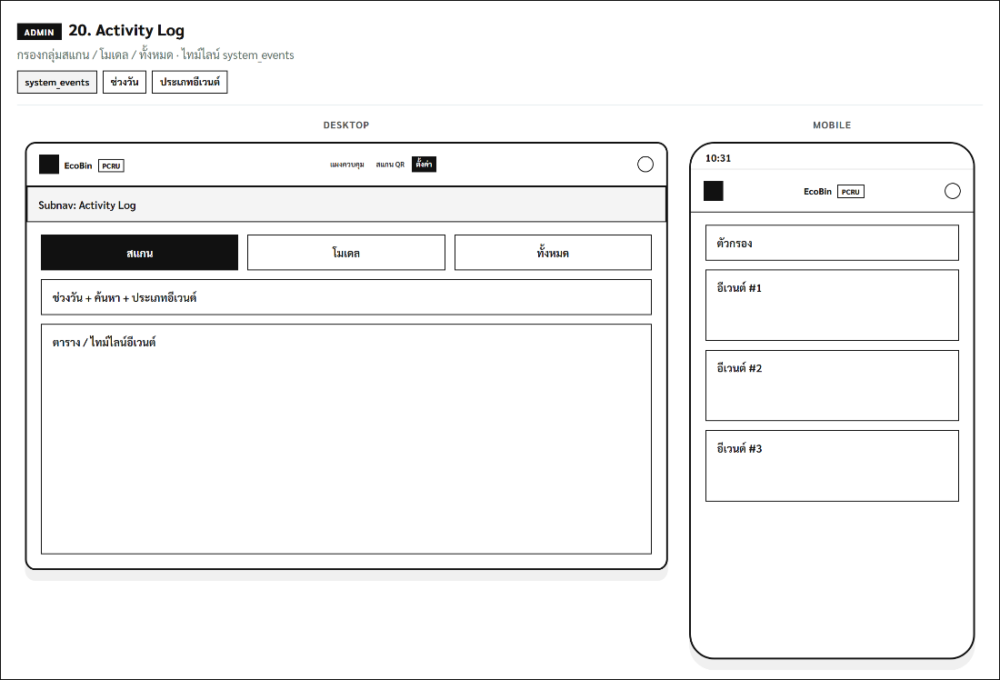 ADMIN 20. Activity Log
กรองกลุ่มสแกน / โมเดล / ทั้งหมด · ไทม์ไลน์ system_events
system_events ช่วงวัน ประเภทอีเวนต์
DESKTOP
EcoBin PCRU แผงควบคุม สแกน QR ตั้งค่า
Subnav: Activity Log
สแกน โมเดล ทั้งหมด
ช่วงวัน + ค้นหา + ประเภทอีเวนต์
ตาราง / ไทม์ไลน์อีเวนต์
MOBILE
10:31
EcoBin PCRU
ตัวกรอง
อีเวนต์ #1
อีเวนต์ #2
อีเวนต์ #3